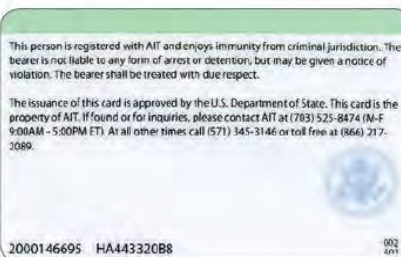 This person is registered with AIT and enjoys immunity from criminal jurisdiction. The
bearer is not liable to any form of arrest or detention, but may be given a notice of
violation. The bearer shall be treated with due respect.
The issuance of this card is approved by the U.S. Department of State. This card is the
property of AIT. If found or for inquiries, please contact AIT at (703) 525-8474 (M-F
9:00AM - 5:00PM ET). At all other times call (571) 345-3146 or toll free at (866) 217-
2089.
2000146695 HA443320B8
002